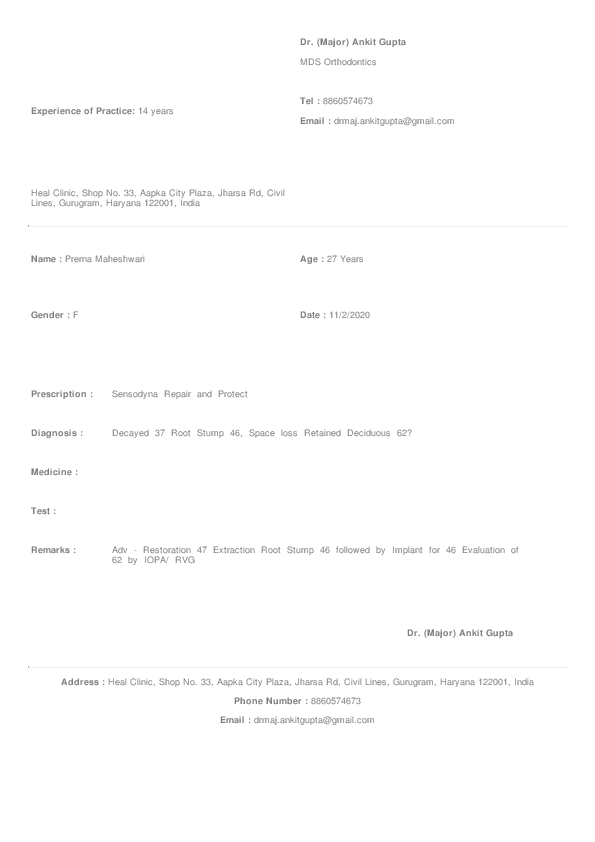 Dr. (Major) Ankit Gupta
MDS Orthodontics
Tel : 8860574673
Experience of Practice: 14 years
Email : drmaj.ankitgupta@gmail.com
Heal Clinic, Shop No. 33, Aapka City Plaza, Jharsa Rd, Civil
Lines, Gurugram, Haryana 122001, India
Name : Prerna Maheshwari
Age : 27 Years
Gender : F
Date : 11/2/2020
Prescription : Sensodyna Repair and Protect
Diagnosis : Decayed 37 Root Stump 46, Space loss Retained Deciduous 62?
Medicine :
Test :
Remarks : Adv - Restoration 47 Extraction Root Stump 46 followed by Implant for 46 Evaluation of
62 by IOPA/ RVG
Dr. (Major) Ankit Gupta
Address : Heal Clinic, Shop No. 33, Aapka City Plaza, Jharsa Rd, Civil Lines, Gurugram, Haryana 122001, India
Phone Number : 8860574673
Email : drmaj.ankitgupta@gmail.com